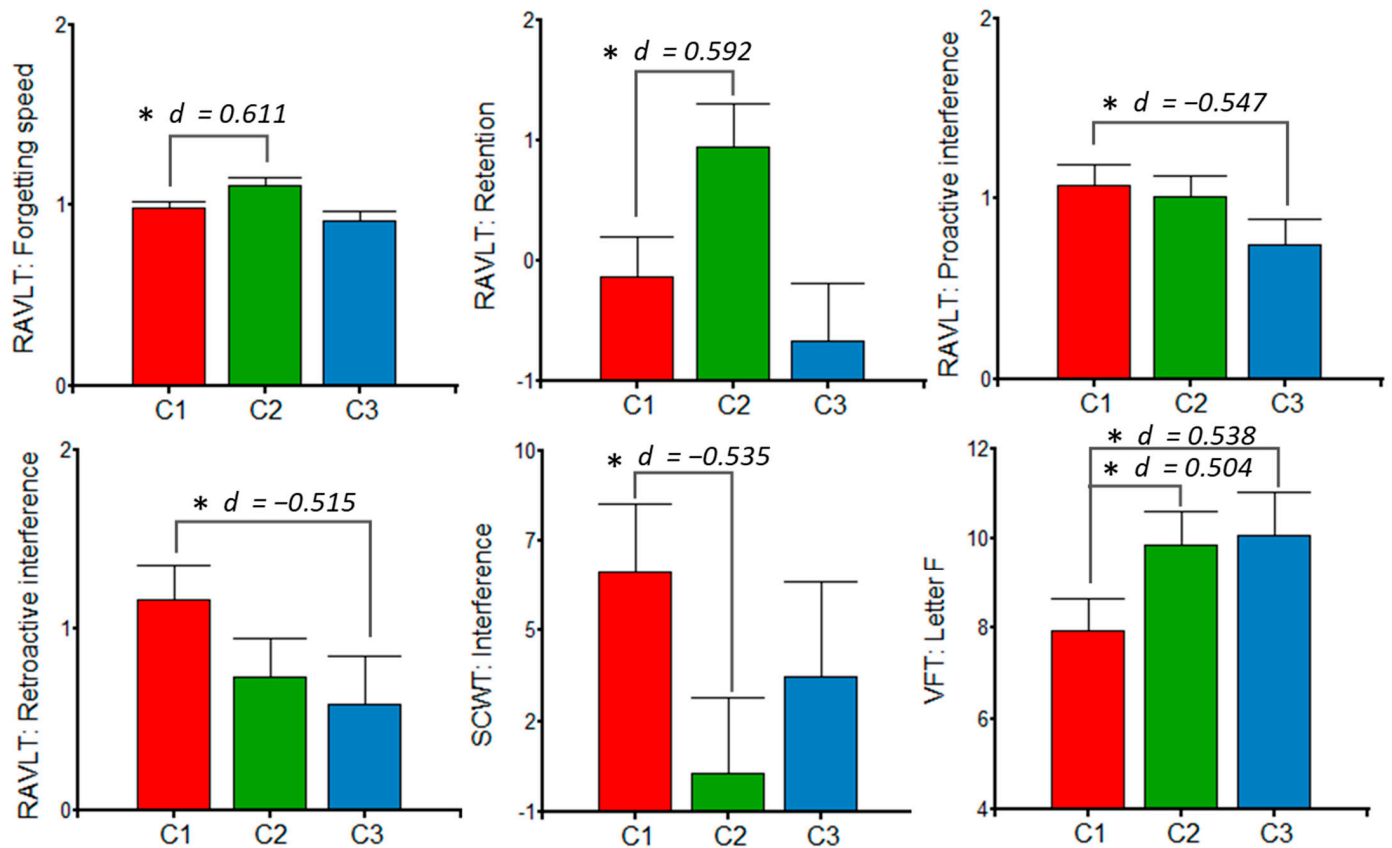 RAVLT: Forgetting speed
2
1
0
* d = 0.611
C1 C2 C3
RAVLT: Retention
2
1
0
-1
* d = 0.592
C1 C2 C3
RAVLT: Proactive interference
2
1
0
* d = −0.547
C1 C2 C3
RAVLT: Retroactive interference
2
1
0
* d = −0.515
C1 C2 C3
SCWT: Interference
10
7
5
2
-1
* d = −0.535
C1 C2 C3
VFT: Letter F
12
10
8
6
4
* d = 0.538
* d = 0.504
C1 C2 C3